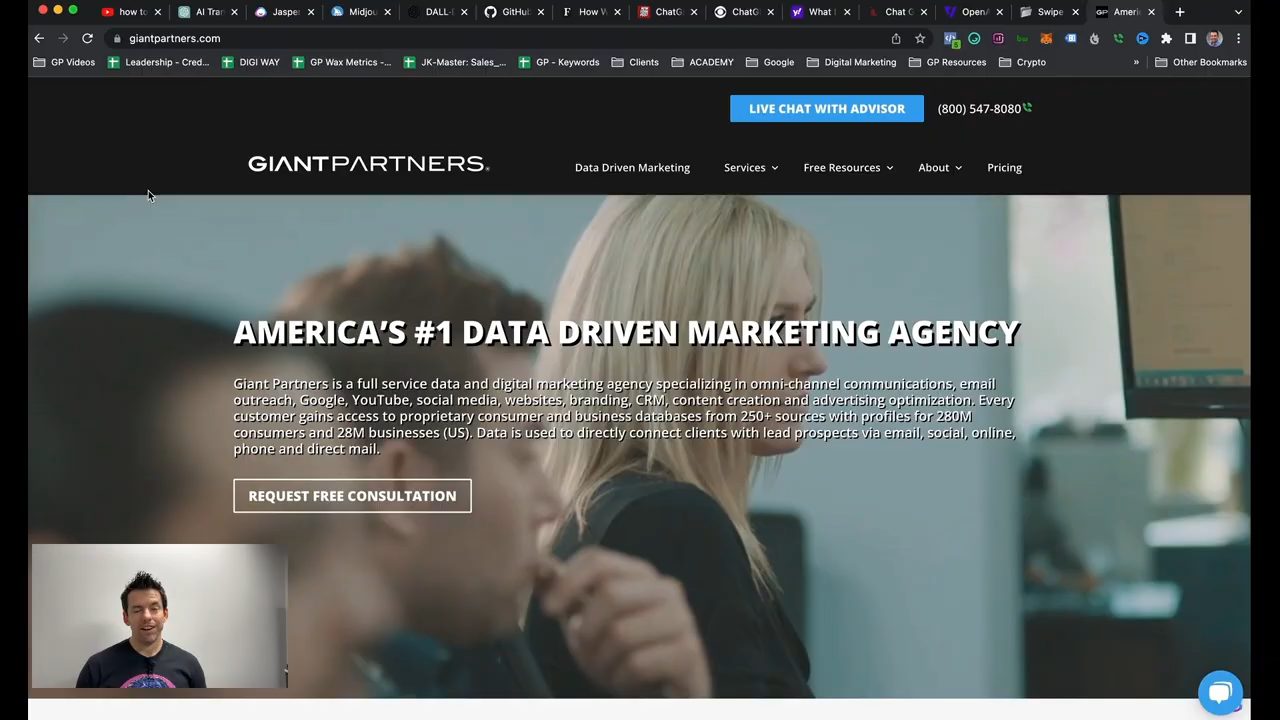 how to
AI Tran
Jasper
Midjou
DALL-E
GitHub
How W
ChatG
ChatGP
What I
Chat G
OpenA
Swipe
Ameri
giantpartners.com
GP Videos
Leadership - Cred...
DIGI WAY
GP Wax Metrics -...
JK-Master: Sales_...
GP - Keywords
Clients
ACADEMY
Google
Digital Marketing
GP Resources
Crypto
»
Other Bookmarks
LIVE CHAT WITH ADVISOR
(800) 547-8080
GIANTPARTNERS
Data Driven Marketing
Services
Free Resources
About
Pricing
AMERICA'S #1 DATA DRIVEN MARKETING AGENCY
Giant Partners is a full service data and digital marketing agency specializing in omni-channel communications, email
outreach, Google, YouTube, social media, websites, branding, CRM, content creation and advertising optimization. Every
customer gains access to proprietary consumer and business databases from 250+ sources with profiles for 280M
consumers and 28M businesses (US). Data is used to directly connect clients with lead prospects via email, social, online,
phone and direct mail.
REQUEST FREE CONSULTATION